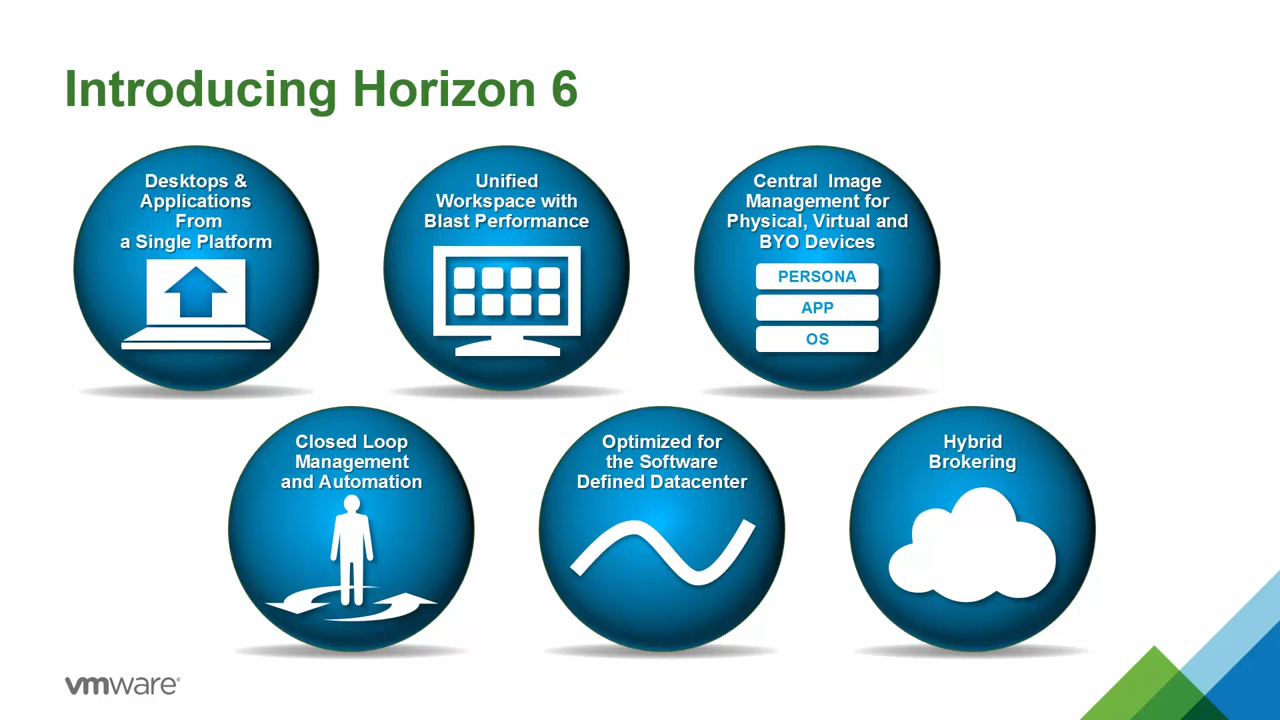 Introducing Horizon 6
Desktops &
Applications
From
a Single Platform
Unified
Workspace with
Blast Performance
Central Image
Management for
Physical, Virtual and
BYO Devices
PERSONA
APP
OS
Closed Loop
Management
and Automation
Optimized for
the Software
Defined Datacenter
Hybrid
Brokering
vmware®